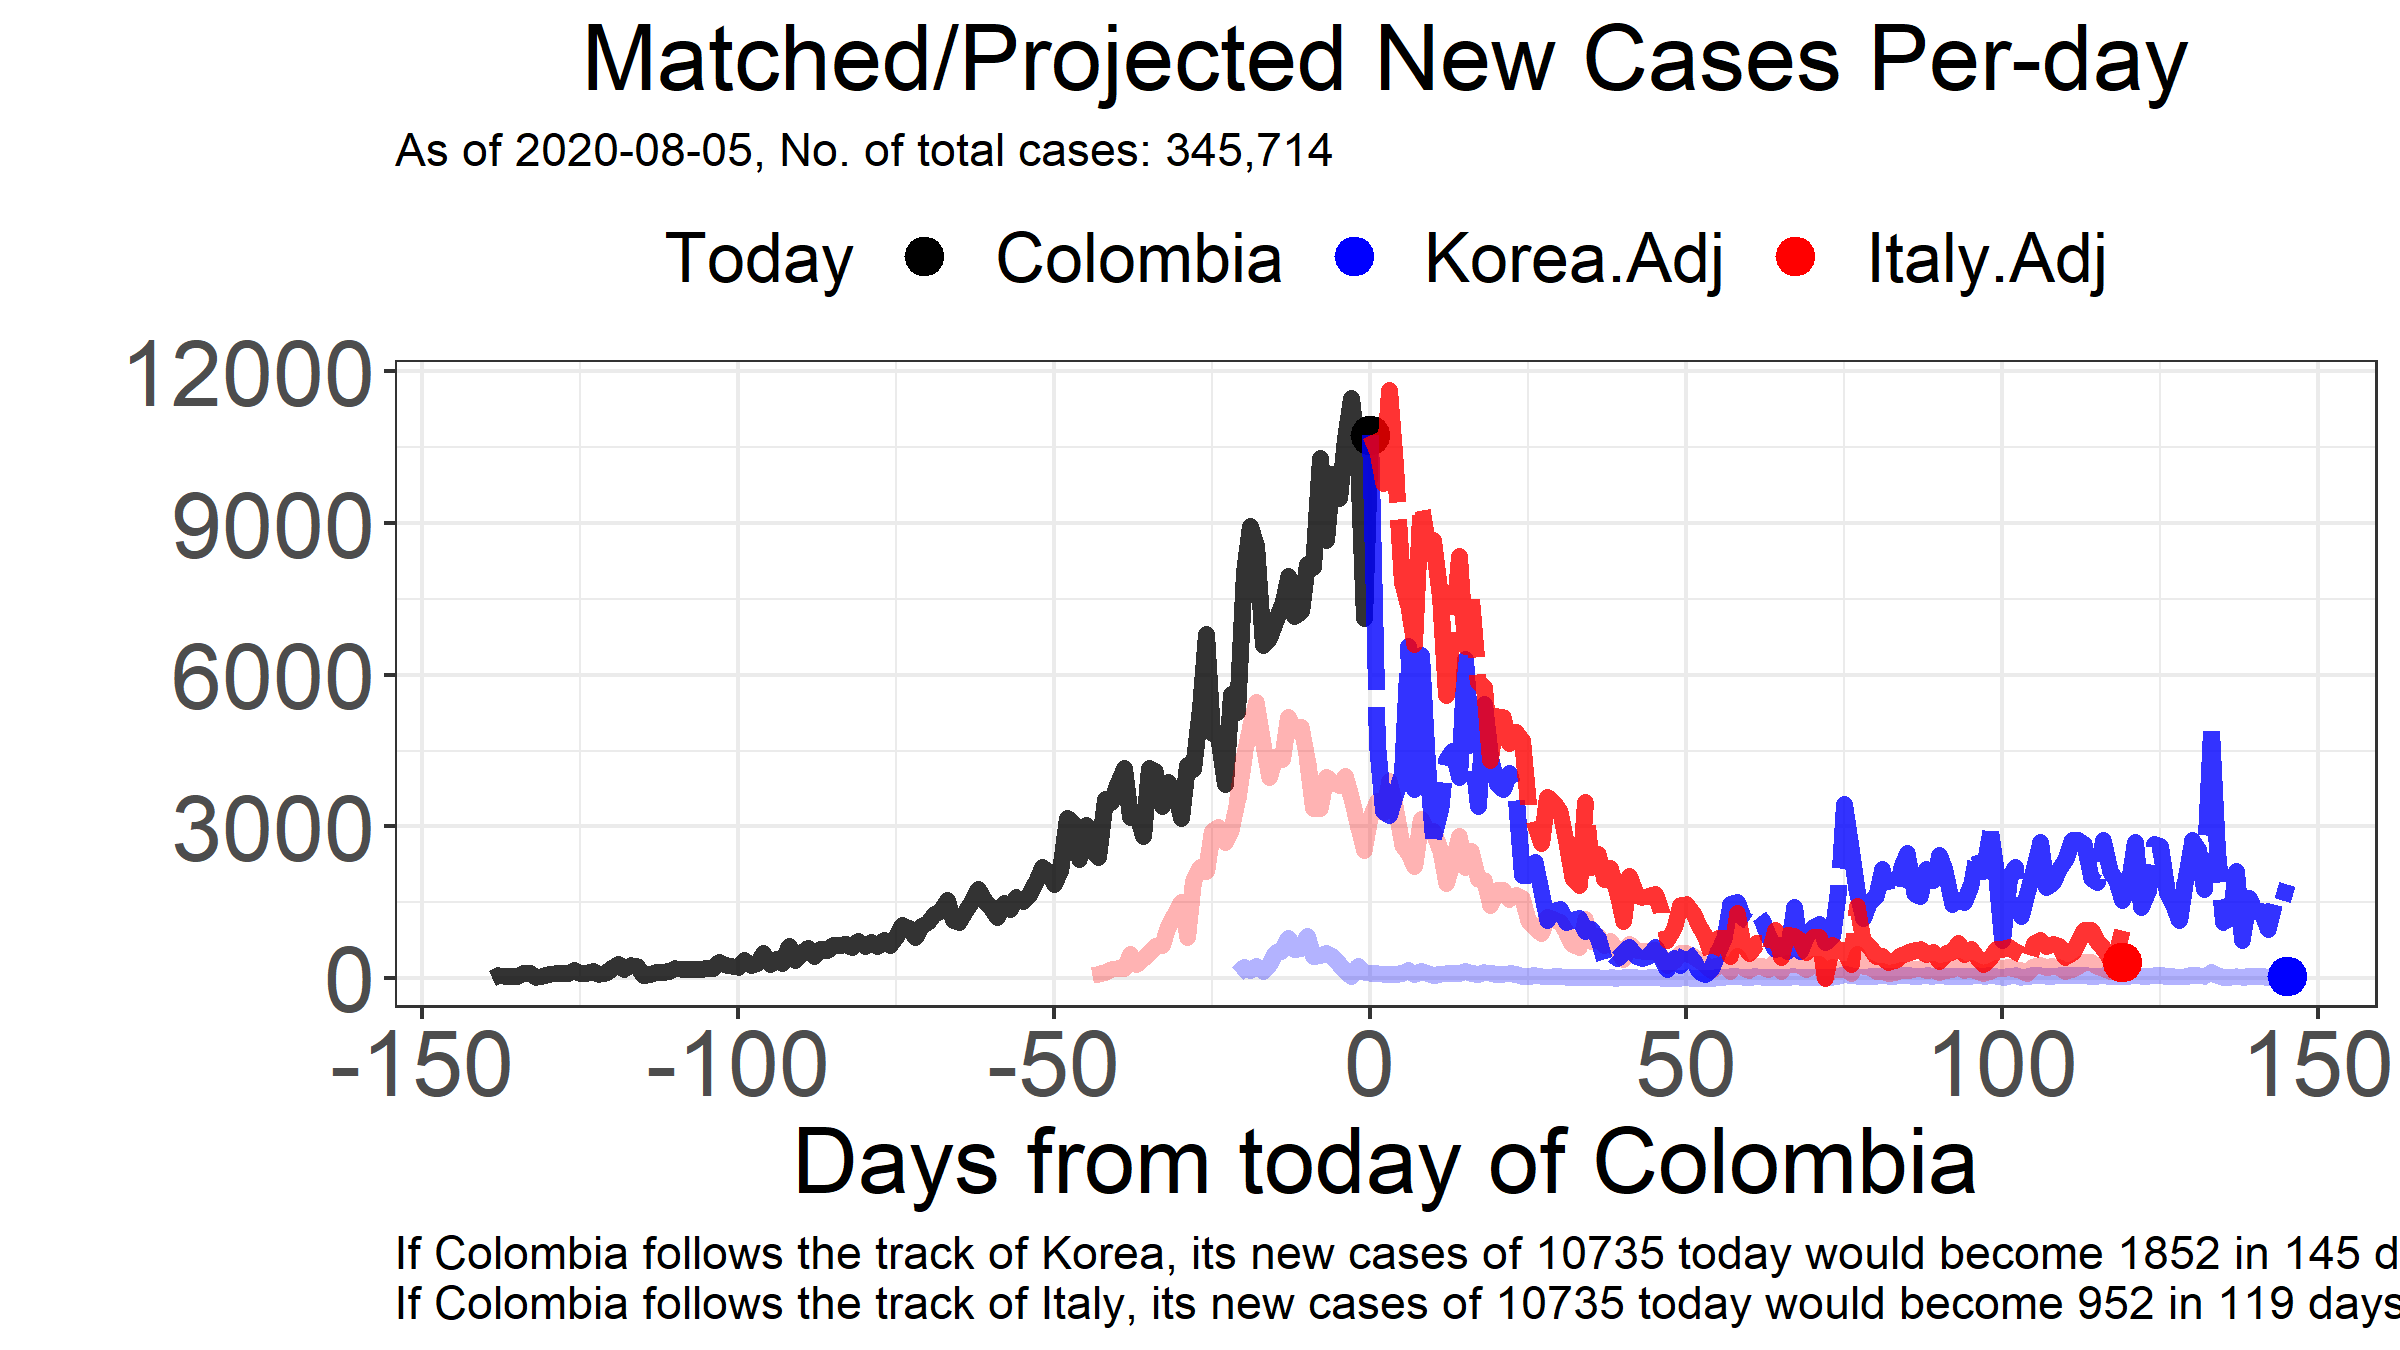 Matched/Projected New Cases Per-day
As of 2020-08-05, No. of total cases: 345,714
Today Colombia Korea.Adj Italy.Adj
12000
9000
6000
3000
0
-150 -100 -50 0 50 100 150
Days from today of Colombia
If Colombia follows the track of Korea, its new cases of 10735 today would become 1852 in 145 d
If Colombia follows the track of Italy, its new cases of 10735 today would become 952 in 119 days